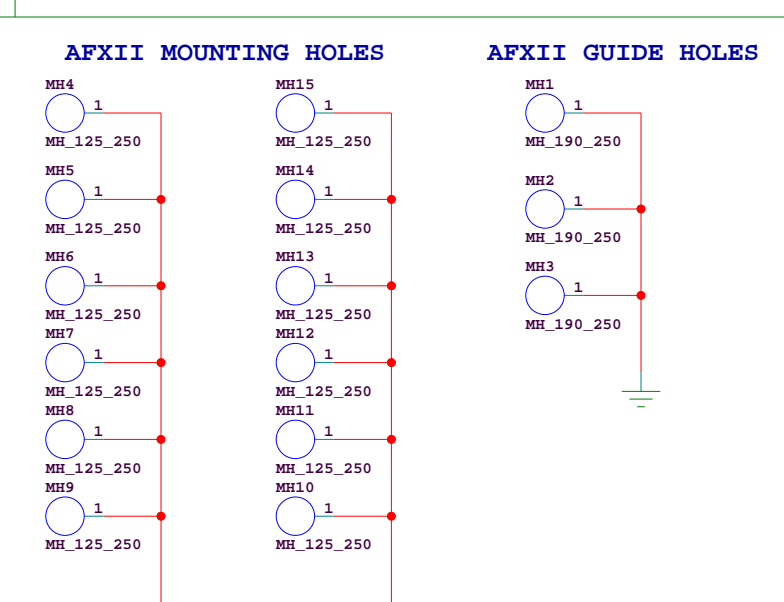 AFXII MOUNTING HOLES
MH4
1
MH_125_250
MH5
1
MH_125_250
MH6
1
MH_125_250
MH7
1
MH_125_250
MH8
1
MH_125_250
MH9
1
MH_125_250
MH15
1
MH_125_250
MH14
1
MH_125_250
MH13
1
MH_125_250
MH12
1
MH_125_250
MH11
1
MH_125_250
MH10
1
MH_125_250
AFXII GUIDE HOLES
MH1
1
MH_190_250
MH2
1
MH_190_250
MH3
1
MH_190_250